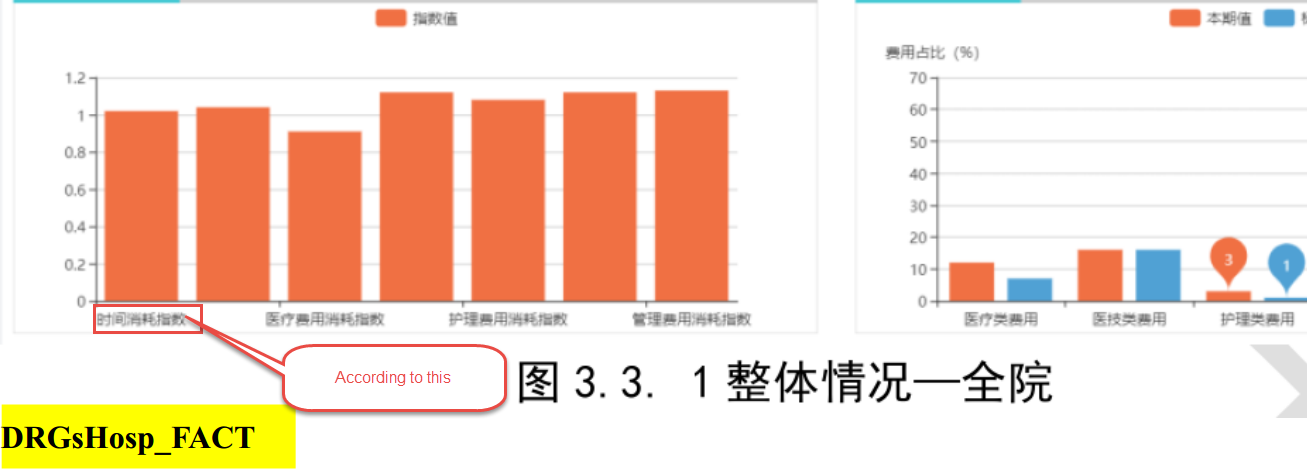 指数值
1.2
1
0.8
0.6
0.4
0.2
0
时间消耗指数 医疗费用消耗指数 护理费用消耗指数 管理费用消耗指数
本期值
费用占比（%）
70
60
50
40
30
20
10
0
3 1
医疗类费用 医技类费用 护理类费用
According to this
图 3.3. 1 整体情况—全院
DRGsHosp_FACT